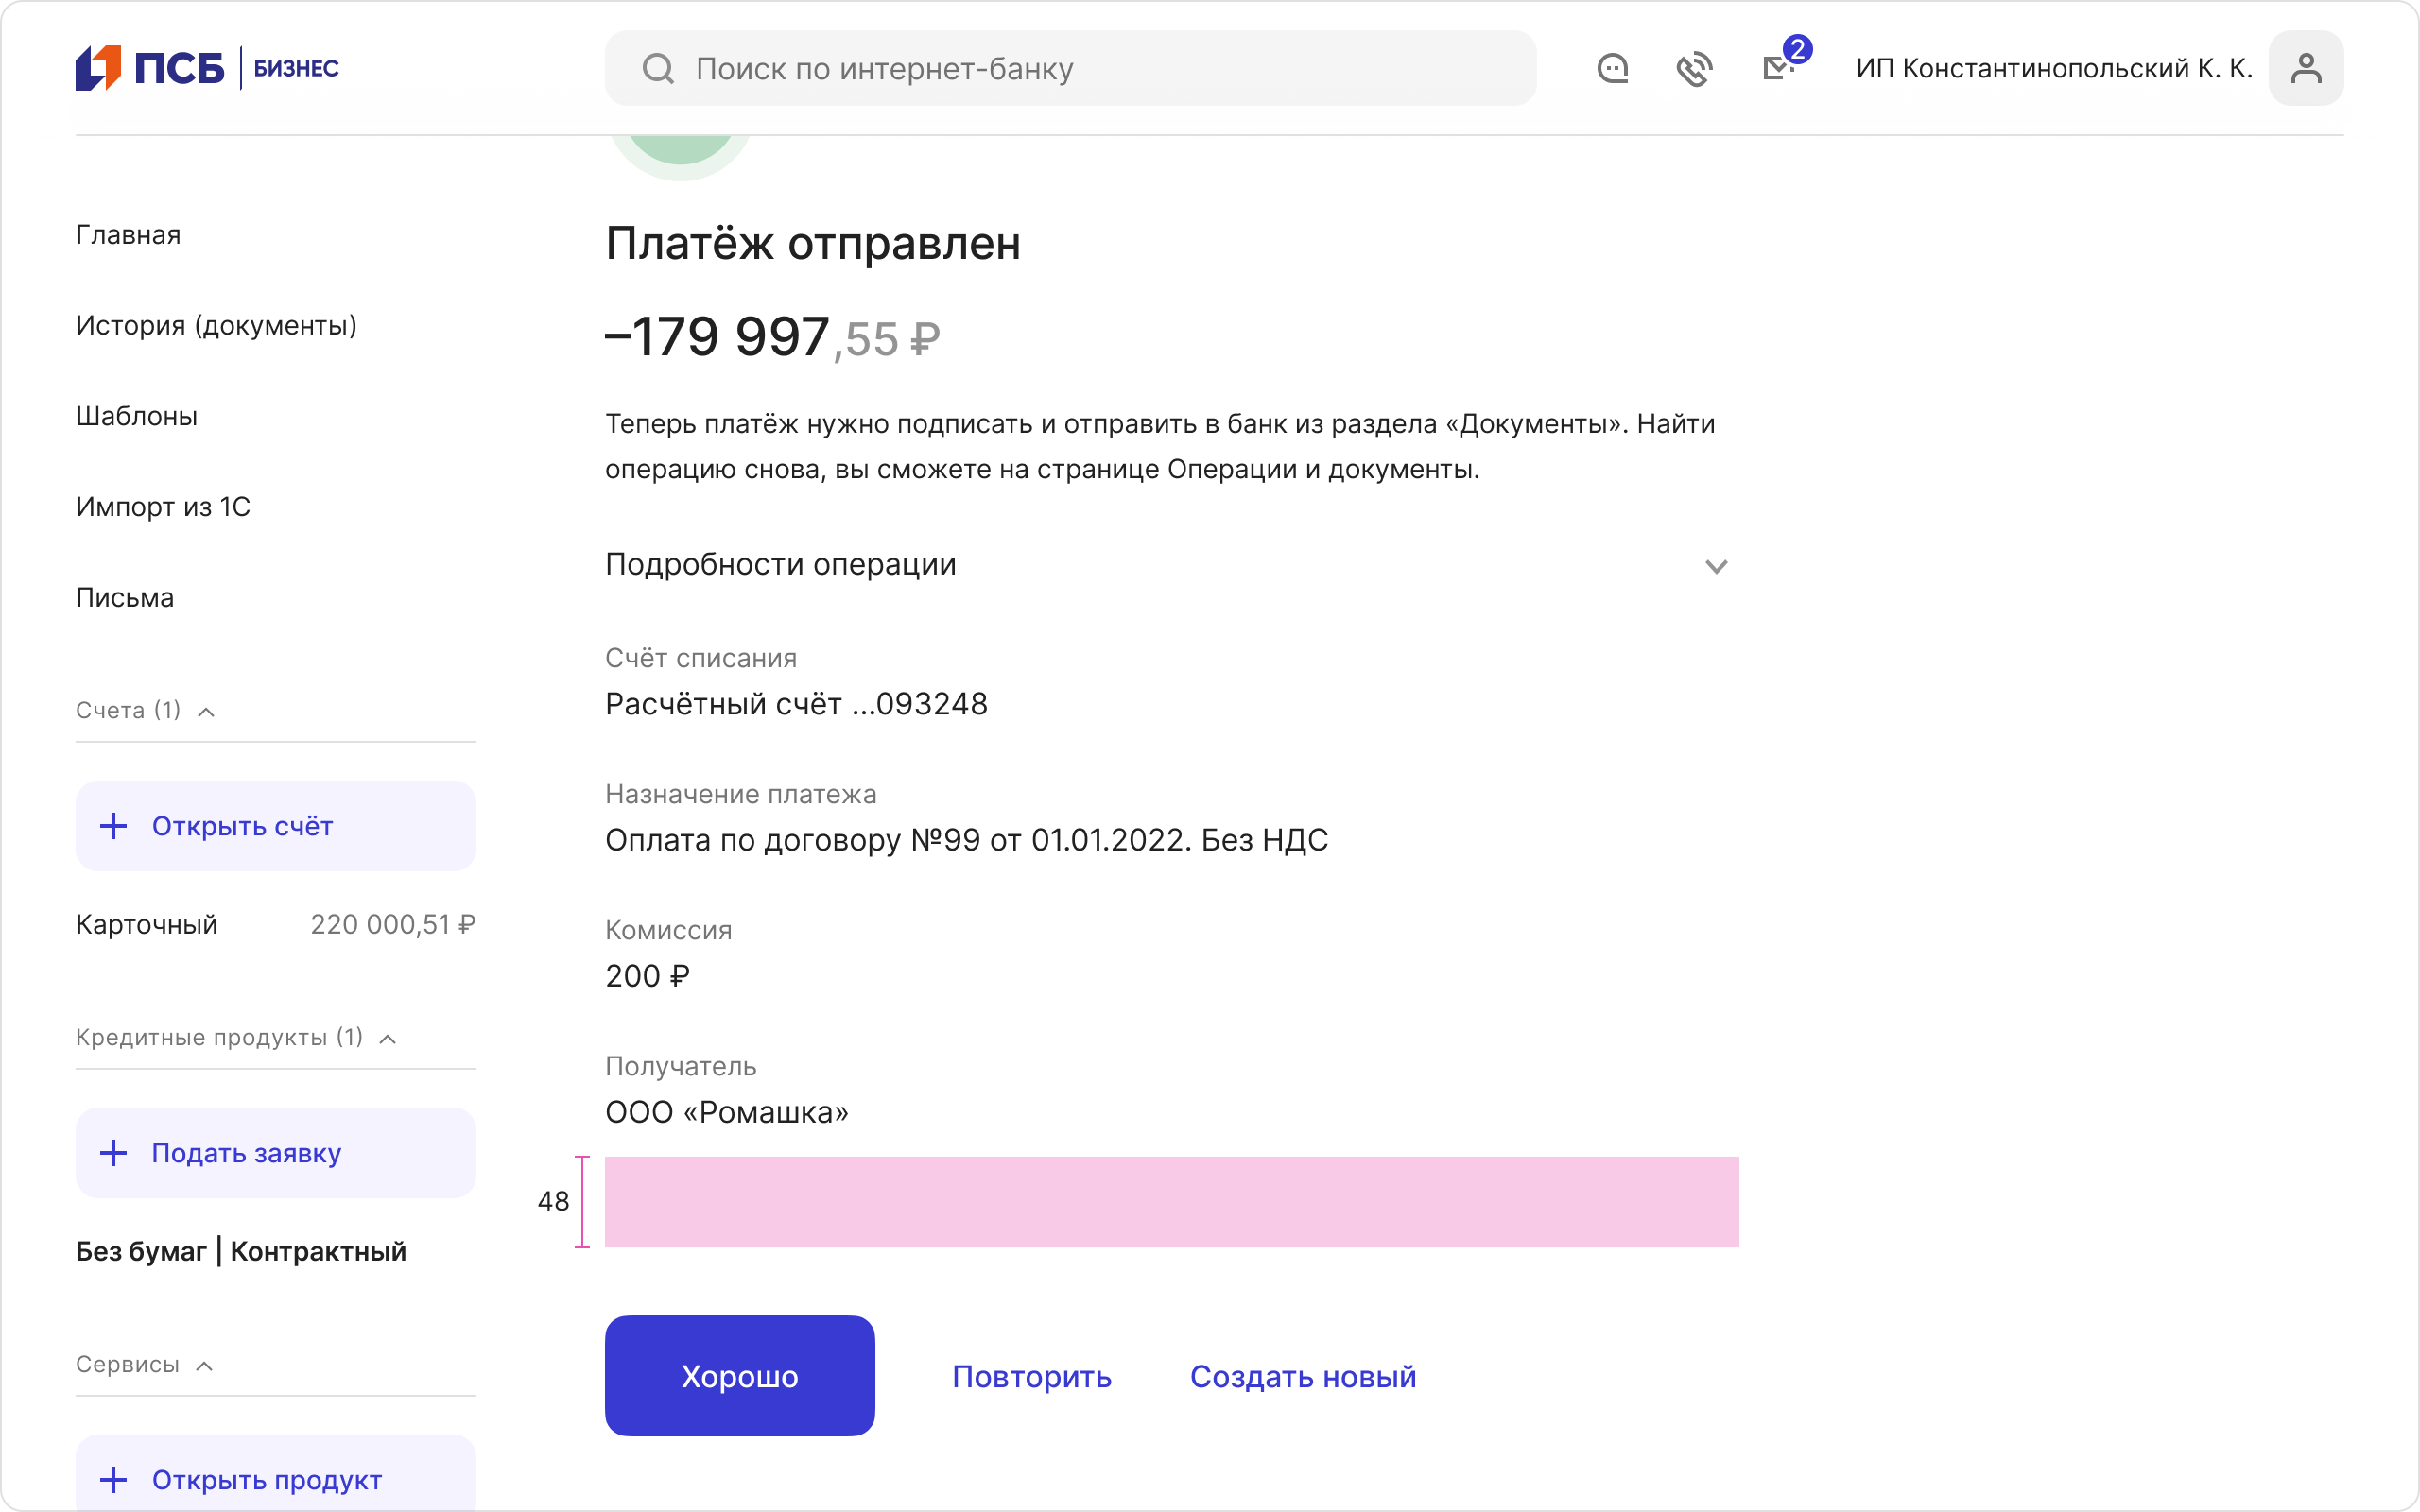 ПСБ БИЗНЕС
Поиск по интернет-банку
2
ИП Константинопольский К. К.
Главная
История (документы)
Шаблоны
Импорт из 1С
Письма
Счета (1)
Открыть счёт
Карточный 220 000,51 ₽
Кредитные продукты (1)
Подать заявку
Без бумаг | Контрактный
Сервисы
Открыть продукт
Платёж отправлен
–179 997,55 ₽
Теперь платёж нужно подписать и отправить в банк из раздела «Документы». Найти
операцию снова, вы сможете на странице Операции и документы.
Подробности операции
Счёт списания
Расчётный счёт ...093248
Назначение платежа
Оплата по договору №99 от 01.01.2022. Без НДС
Комиссия
200 ₽
Получатель
ООО «Ромашка»
48
Хорошо
Повторить
Создать новый